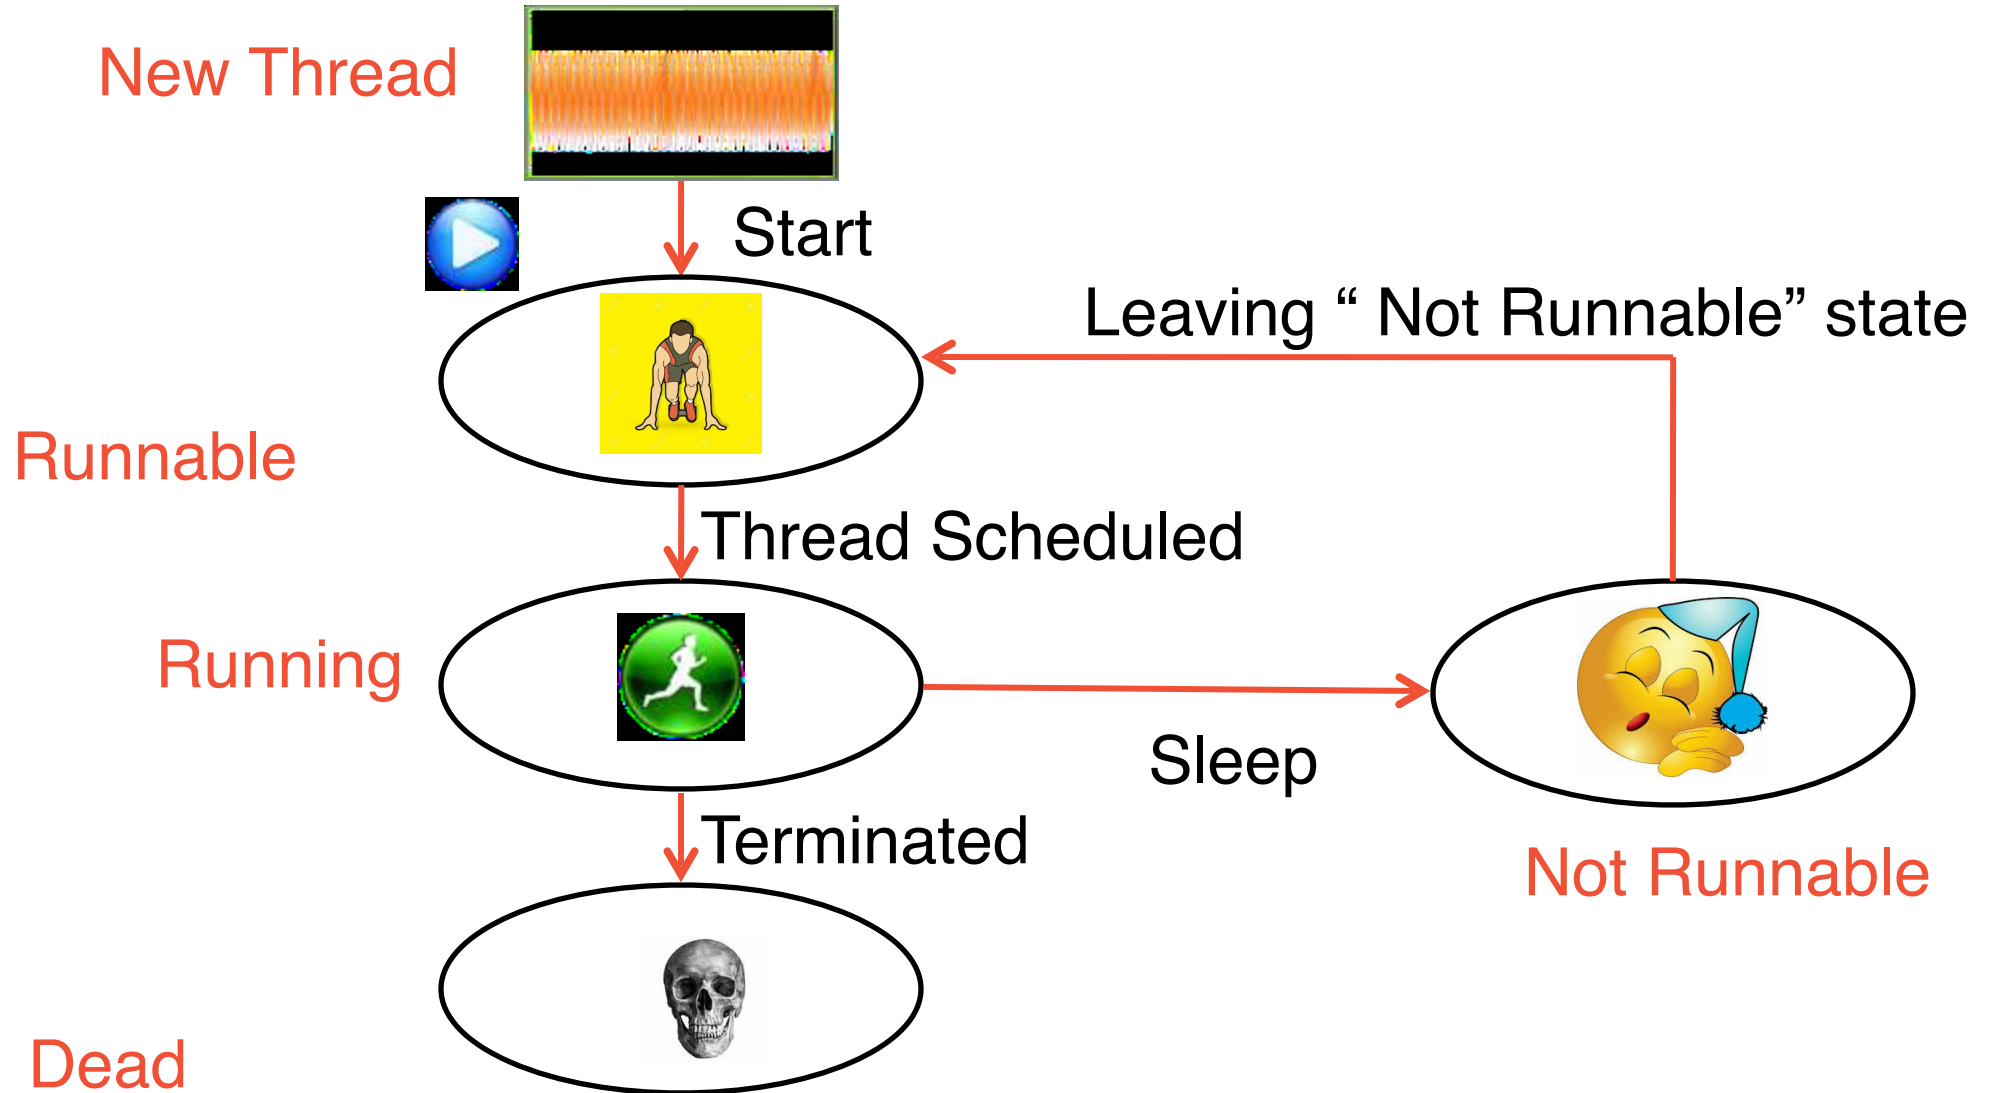 New Thread
Start
Leaving “ Not Runnable” state
Runnable
Thread Scheduled
Running
Sleep
Terminated
Not Runnable
Dead